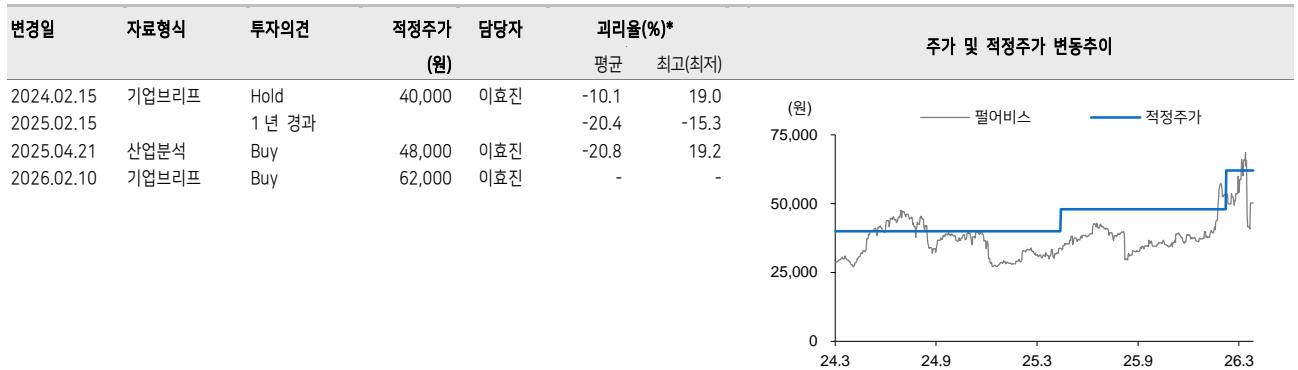 변경일 자료형식 투자의견 적정주가 담당자 괴리율(%)* 주가 및 적정주가 변동추이
(원) 평균 최고(최저)
2024.02.15 기업브리프 Hold 40,000 이효진 -10.1 19.0
2025.02.15 1년 경과 -20.4 -15.3
2025.04.21 산업분석 Buy 48,000 이효진 -20.8 19.2
2026.02.10 기업브리프 Buy 62,000 이효진 - -
(원) 펄어비스 적정주가
75,000
50,000
25,000
0
24.3 24.9 25.3 25.9 26.3